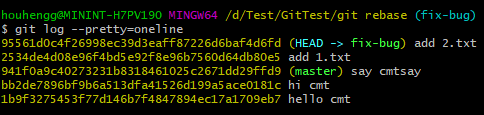 houhengg@MININT-H7PV19O MINGW64 /d/Test/GitTest/git rebase (fix-bug)
$ git log --pretty=oneline
95561d0c4f26998ec39d3eaff87226d6baf4d6fd (HEAD -> fix-bug) add 2.txt
2534de4d08e96f4bd5e92f8e96b7560d64db80e5 add 1.txt
941f0a9c40273231b8318461025c2671dd29ffd9 (master) say cmtsay
bb2de7896bf9b6a513dfa41526d199a5ace0181c hi cmt
1b9f3275453f77d146b7f4847894ec17a1709eb7 hello cmt